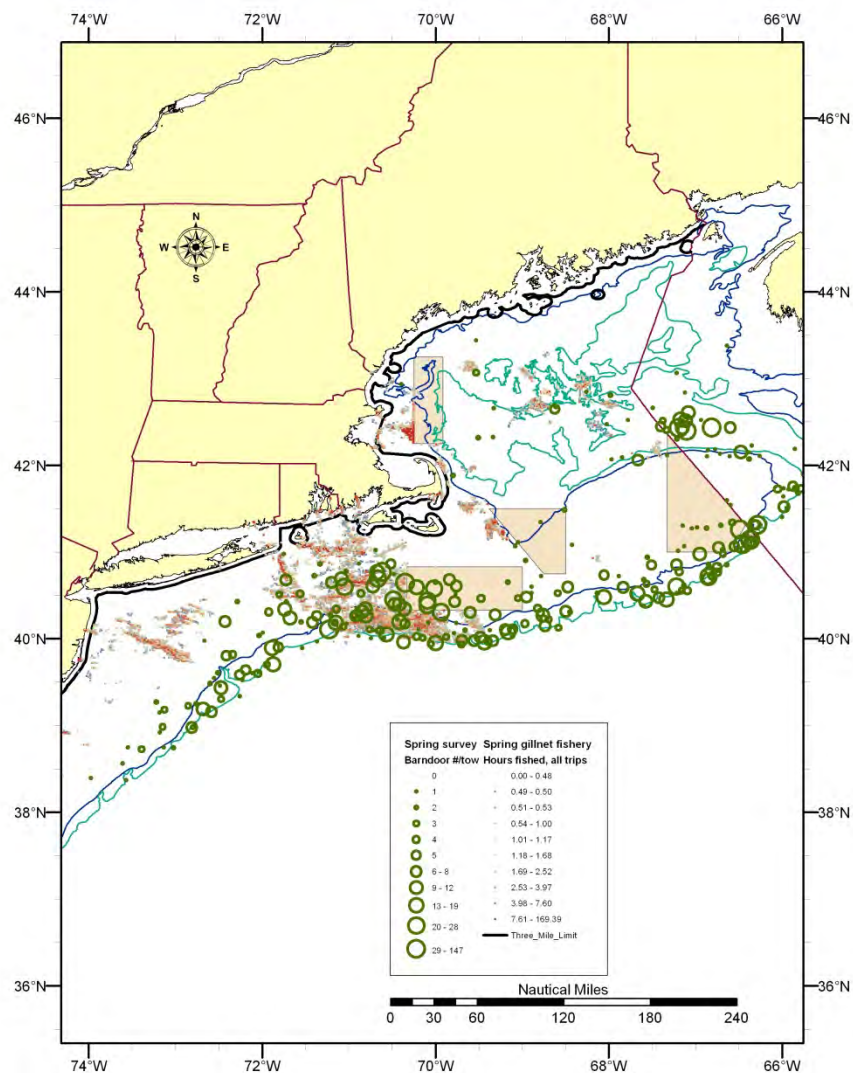 74°W 72°W 70°W 68°W 66°W
46°N 46°N
N
W E
S
44°N 44°N
42°N 42°N
40°N 40°N
38°N 38°N
36°N 36°N
Spring survey Spring gillnet fishery
Barndoor #/tow Hours fished, all trips
0 0.00 - 0.48
1 0.49 - 0.50
2 0.51 - 0.53
3 0.54 - 1.00
4 1.01 - 1.17
5 1.18 - 1.68
6 - 8 1.69 - 2.52
9 - 12 2.53 - 3.97
13 - 19 3.98 - 7.60
20 - 28 7.61 - 169.39
29 - 147 Three_Mile_Limit
Nautical Miles
0 15 30 60 120 180 240
74°W 72°W 70°W 68°W 66°W